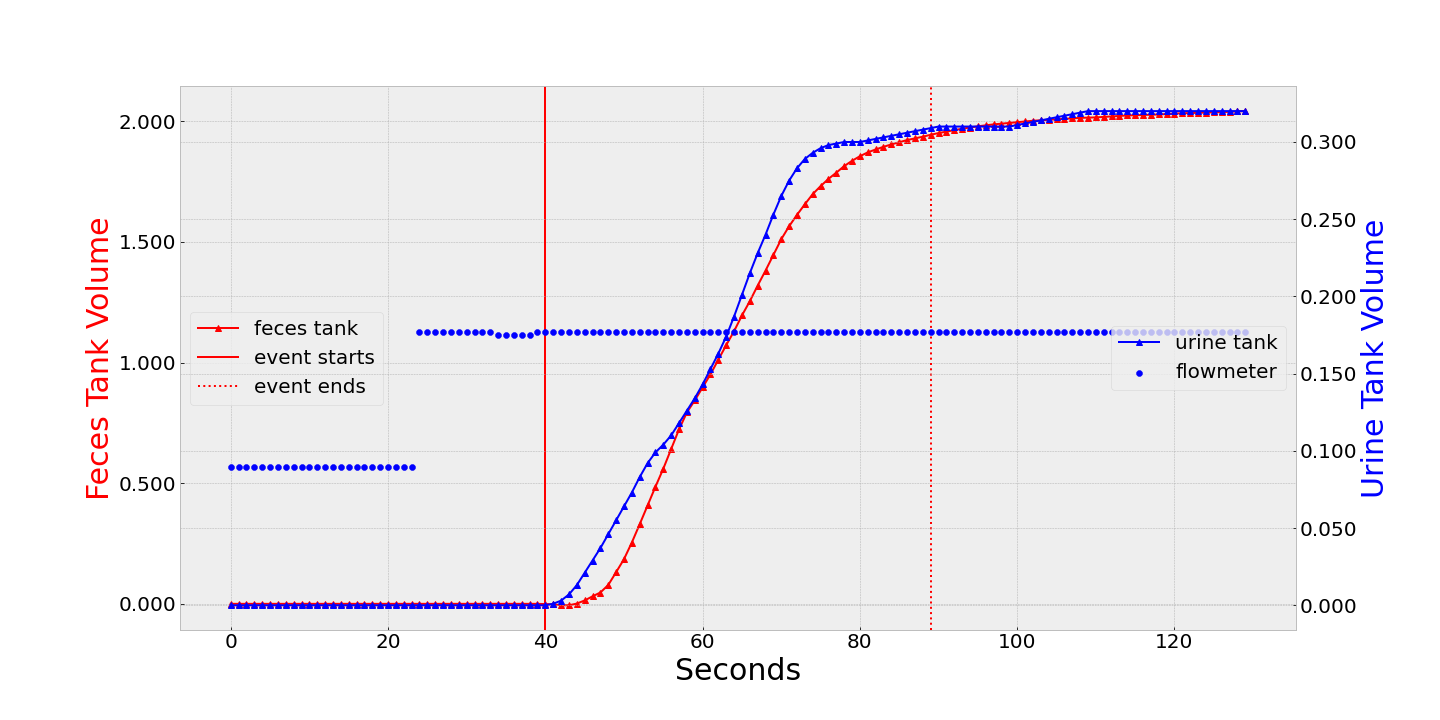 2.000
1.500
1.000
0.500
0.000
Feces Tank Volume
feces tank
event starts
event ends
urine tank
flowmeter
0.300
0.250
0.200
0.150
0.100
0.050
0.000
Urine Tank Volume
0 20 40 60 80 100 120
Seconds